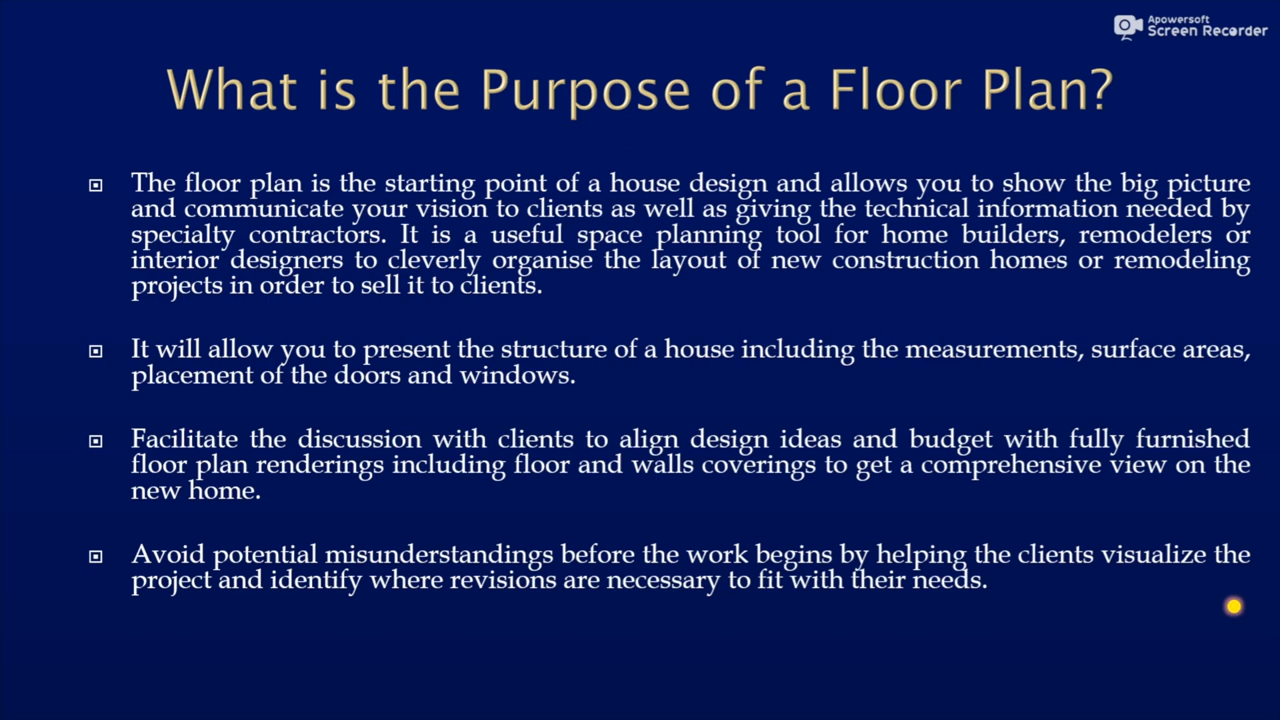 Apowersoft
Screen Recorder
What is the Purpose of a Floor Plan?
The floor plan is the starting point of a house design and allows you to show the big picture
and communicate your vision to clients as well as giving the technical information needed by
specialty contractors. It is a useful space planning tool for home builders, remodelers or
interior designers to cleverly organise the layout of new construction homes or remodeling
projects in order to sell it to clients.
It will allow you to present the structure of a house including the measurements, surface areas,
placement of the doors and windows.
Facilitate the discussion with clients to align design ideas and budget with fully furnished
floor plan renderings including floor and walls coverings to get a comprehensive view on the
new home.
Avoid potential misunderstandings before the work begins by helping the clients visualize the
project and identify where revisions are necessary to fit with their needs.